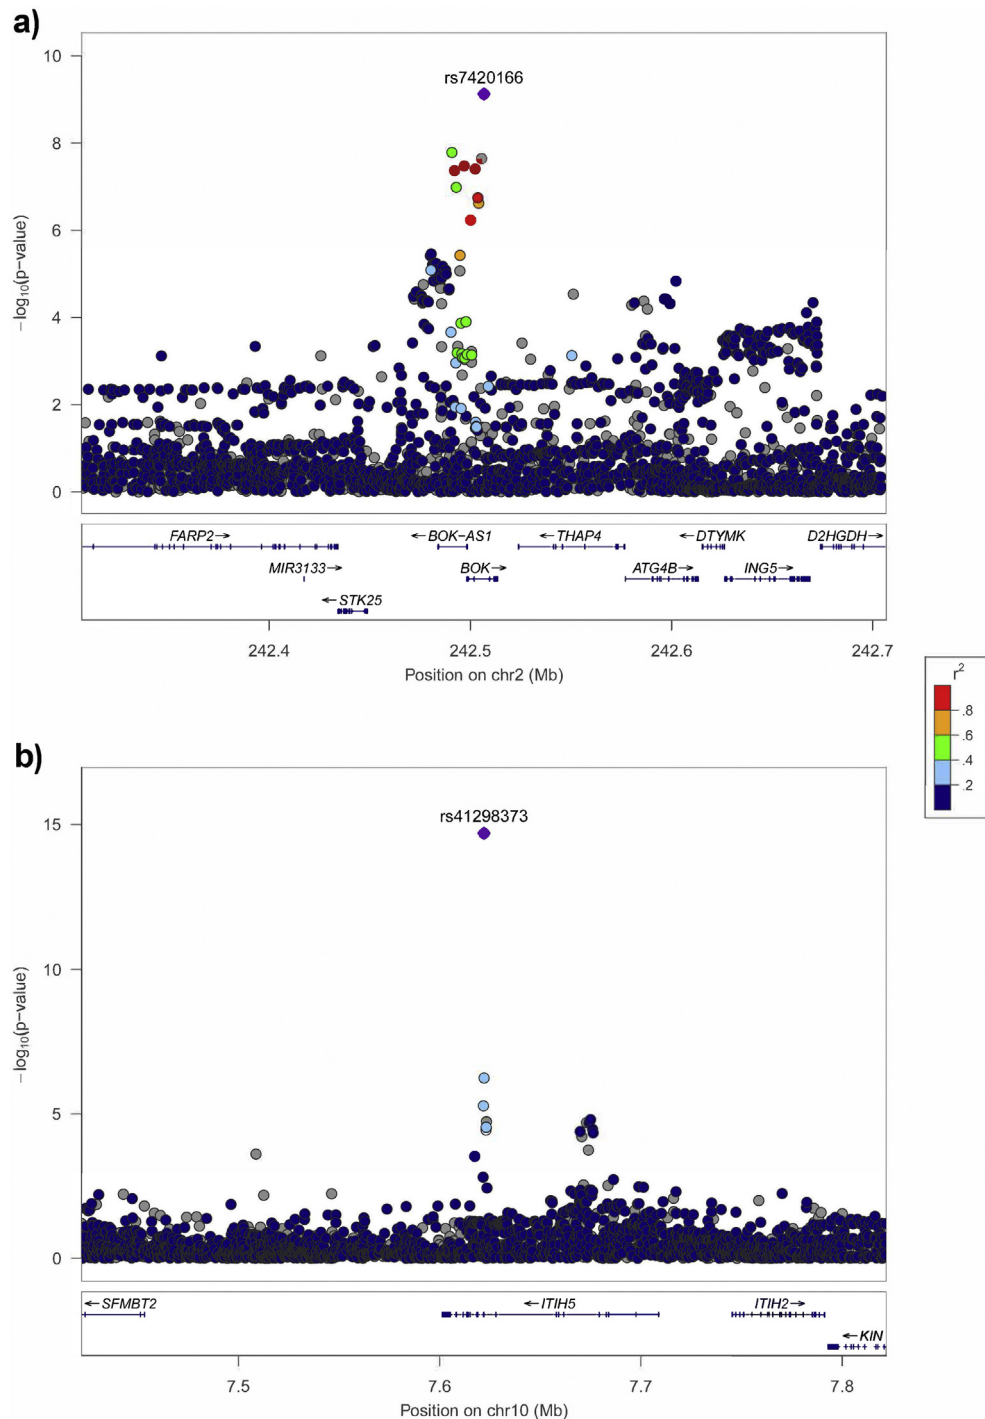 a)
10
8
6
4
2
0
−log10(p-value)
rs7420166
FARP2→
←BOK−AS1
←THAP4
←DTYMK
D2HGDH→
MIR3133→
BOK→
ATG4B→
ING5→
←STK25
242.4
242.5
242.6
242.7
Position on chr2 (Mb)
r2
.8
.6
.4
.2
b)
15
10
5
0
−log10(p-value)
rs41298373
←SFMBT2
←ITIH5
ITIH2→
←KIN
7.5
7.6
7.7
7.8
Position on chr10 (Mb)